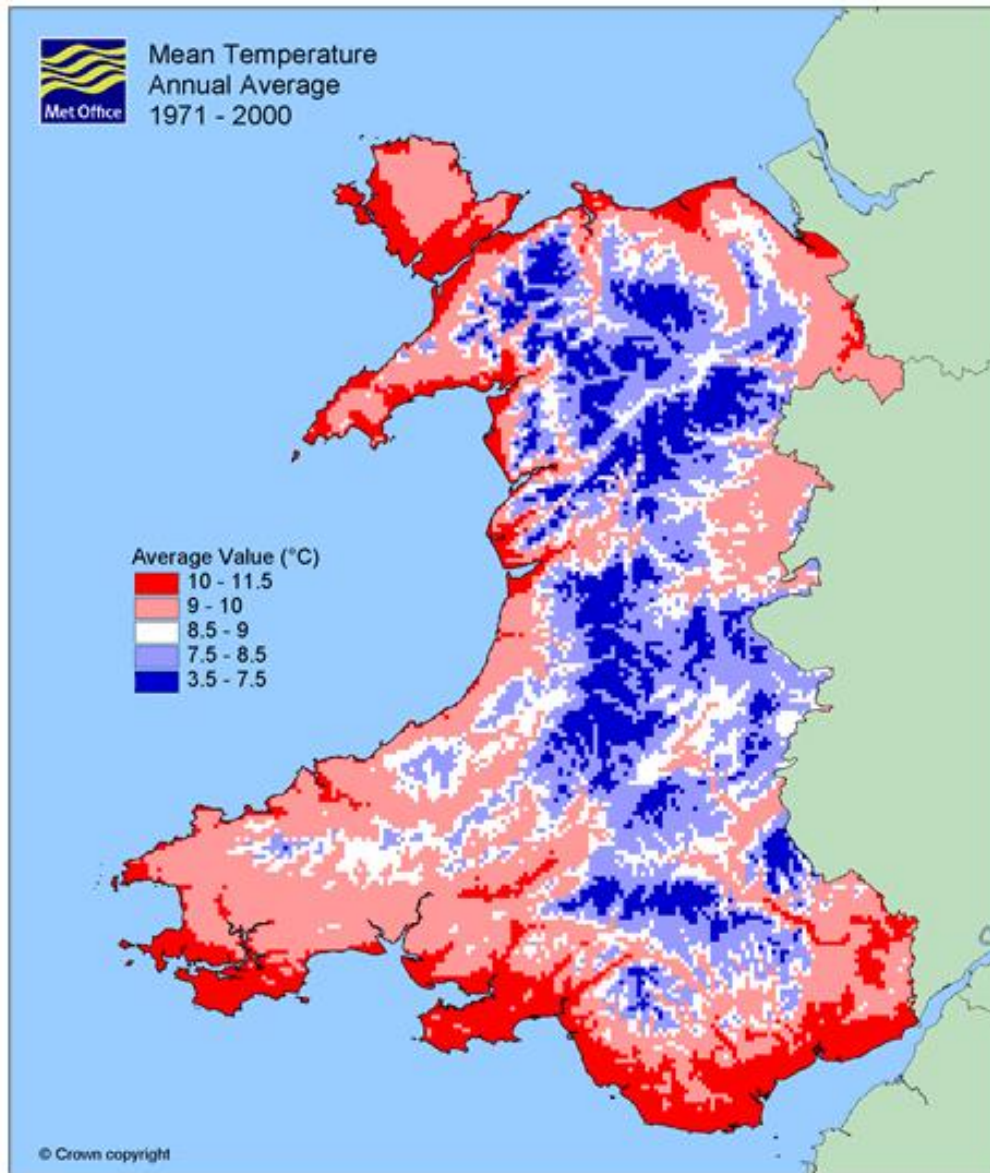 Met Office
Mean Temperature
Annual Average
1971 - 2000
Average Value (°C)
10 - 11.5
9 - 10
8.5 - 9
7.5 - 8.5
3.5 - 7.5
© Crown copyright